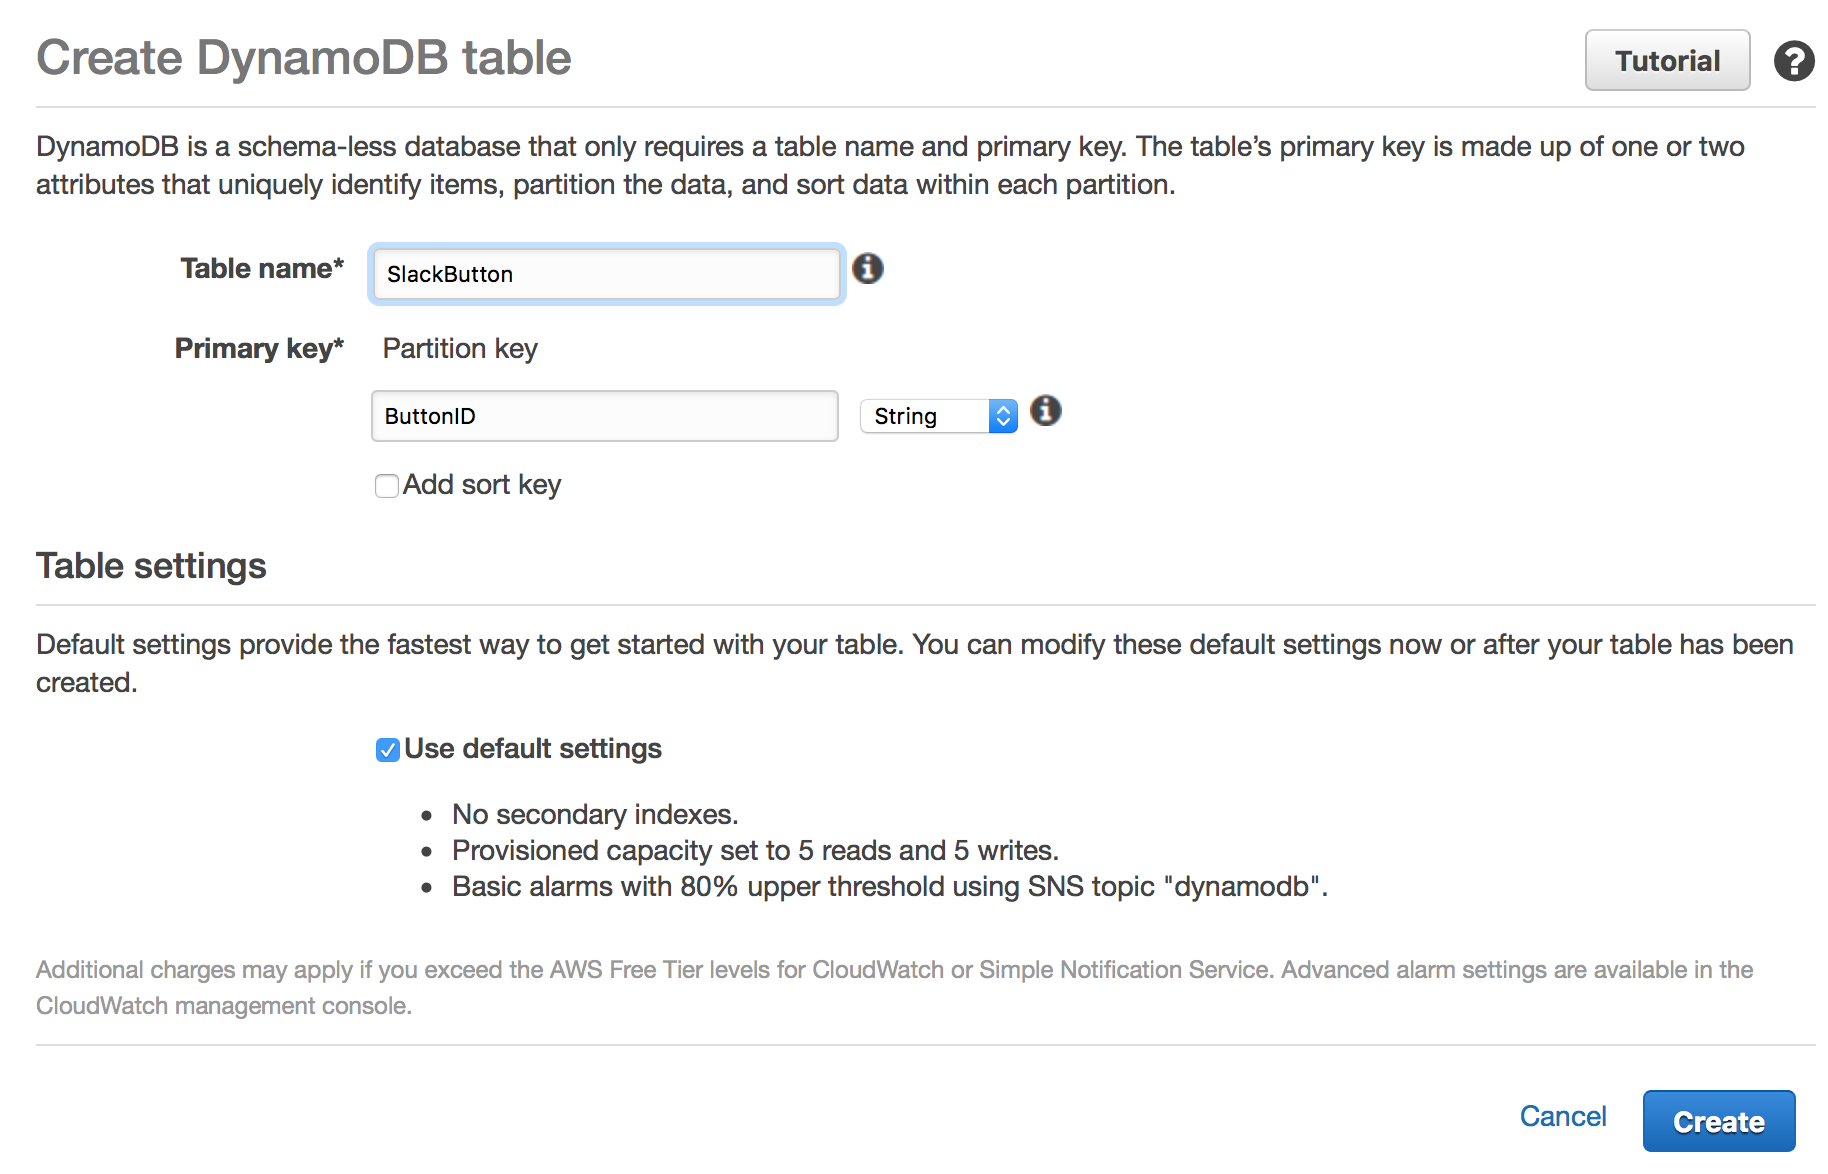 Create DynamoDB table
Tutorial
DynamoDB is a schema-less database that only requires a table name and primary key. The table’s primary key is made up of one or two
attributes that uniquely identify items, partition the data, and sort data within each partition.
Table name* SlackButton
Primary key* Partition key
ButtonID String
Add sort key
Table settings
Default settings provide the fastest way to get started with your table. You can modify these default settings now or after your table has been
created.
Use default settings
• No secondary indexes.
• Provisioned capacity set to 5 reads and 5 writes.
• Basic alarms with 80% upper threshold using SNS topic "dynamodb".
Additional charges may apply if you exceed the AWS Free Tier levels for CloudWatch or Simple Notification Service. Advanced alarm settings are available in the
CloudWatch management console.
Cancel Create